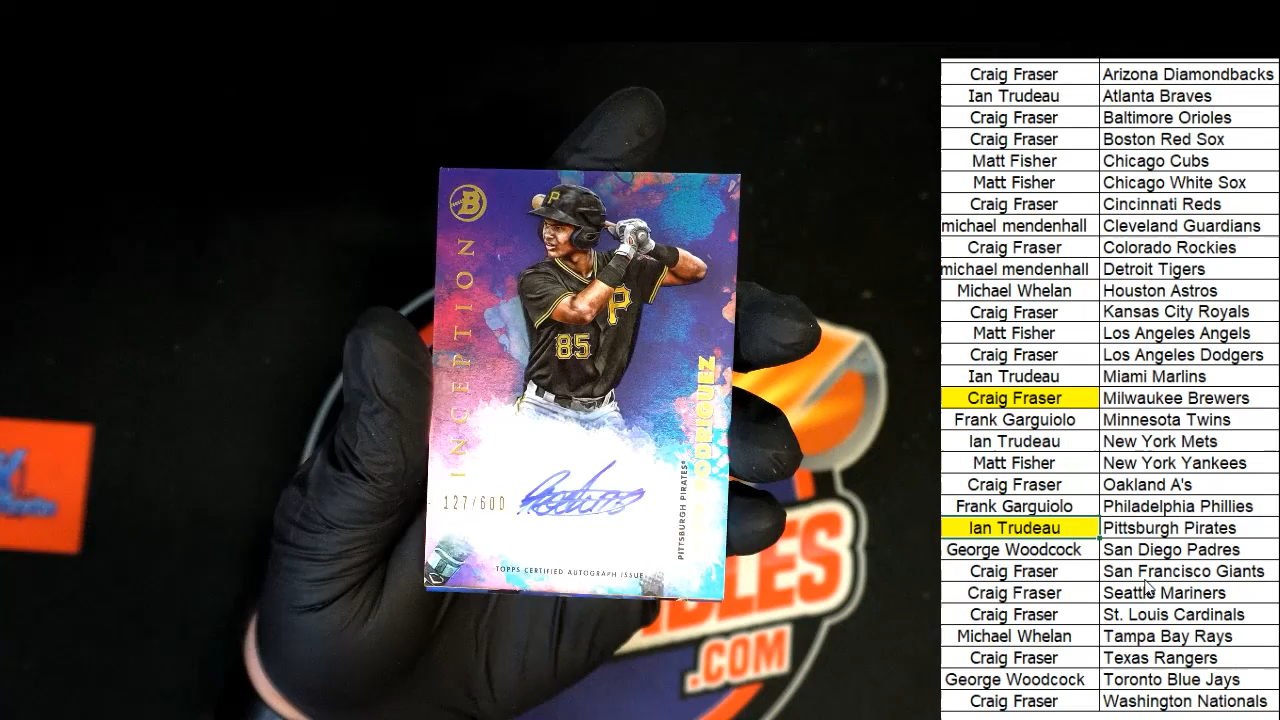 B
INCEPTION
P
P
85
127/600
PITTSBURGH PIRATES®
TOPPS CERTIFIED AUTOGRAPH ISSUE
BLES
.COM
Craig Fraser Arizona Diamondbacks
Ian Trudeau Atlanta Braves
Craig Fraser Baltimore Orioles
Craig Fraser Boston Red Sox
Matt Fisher Chicago Cubs
Matt Fisher Chicago White Sox
Craig Fraser Cincinnati Reds
michael mendenhall Cleveland Guardians
Craig Fraser Colorado Rockies
michael mendenhall Detroit Tigers
Michael Whelan Houston Astros
Craig Fraser Kansas City Royals
Matt Fisher Los Angeles Angels
Craig Fraser Los Angeles Dodgers
Ian Trudeau Miami Marlins
Craig Fraser Milwaukee Brewers
Frank Garguiolo Minnesota Twins
Ian Trudeau New York Mets
Matt Fisher New York Yankees
Craig Fraser Oakland A's
Frank Garguiolo Philadelphia Phillies
Ian Trudeau Pittsburgh Pirates
George Woodcock San Diego Padres
Craig Fraser San Francisco Giants
Craig Fraser Seattle Mariners
Craig Fraser St. Louis Cardinals
Michael Whelan Tampa Bay Rays
Craig Fraser Texas Rangers
George Woodcock Toronto Blue Jays
Craig Fraser Washington Nationals